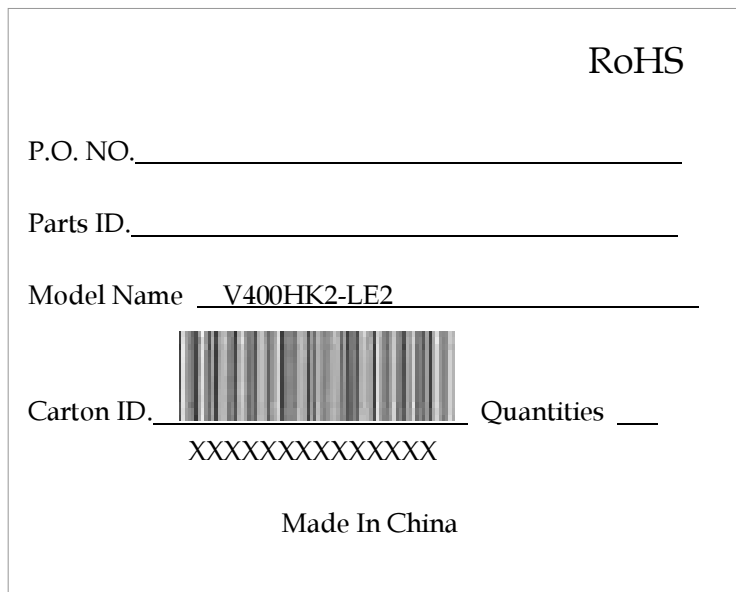 RoHS
P.O. NO.
Parts ID.
Model Name V400HK2-LE2
Carton ID. Quantities
XXXXXXXXXXXXXX
Made In China